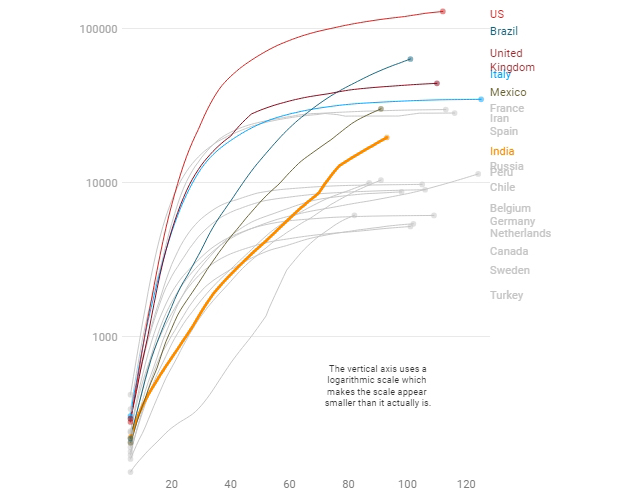 US
100000
Brazil
United
Kingdom
Italy
Mexico
France
Iran
Spain
India
Russia
Peru
10000
Chile
Belgium
Germany
Netherlands
Canada
Sweden
Turkey
1000
The vertical axis uses a
logarithmic scale which
makes the scale appear
smaller than it actually is.
20 40 60 80 100 120